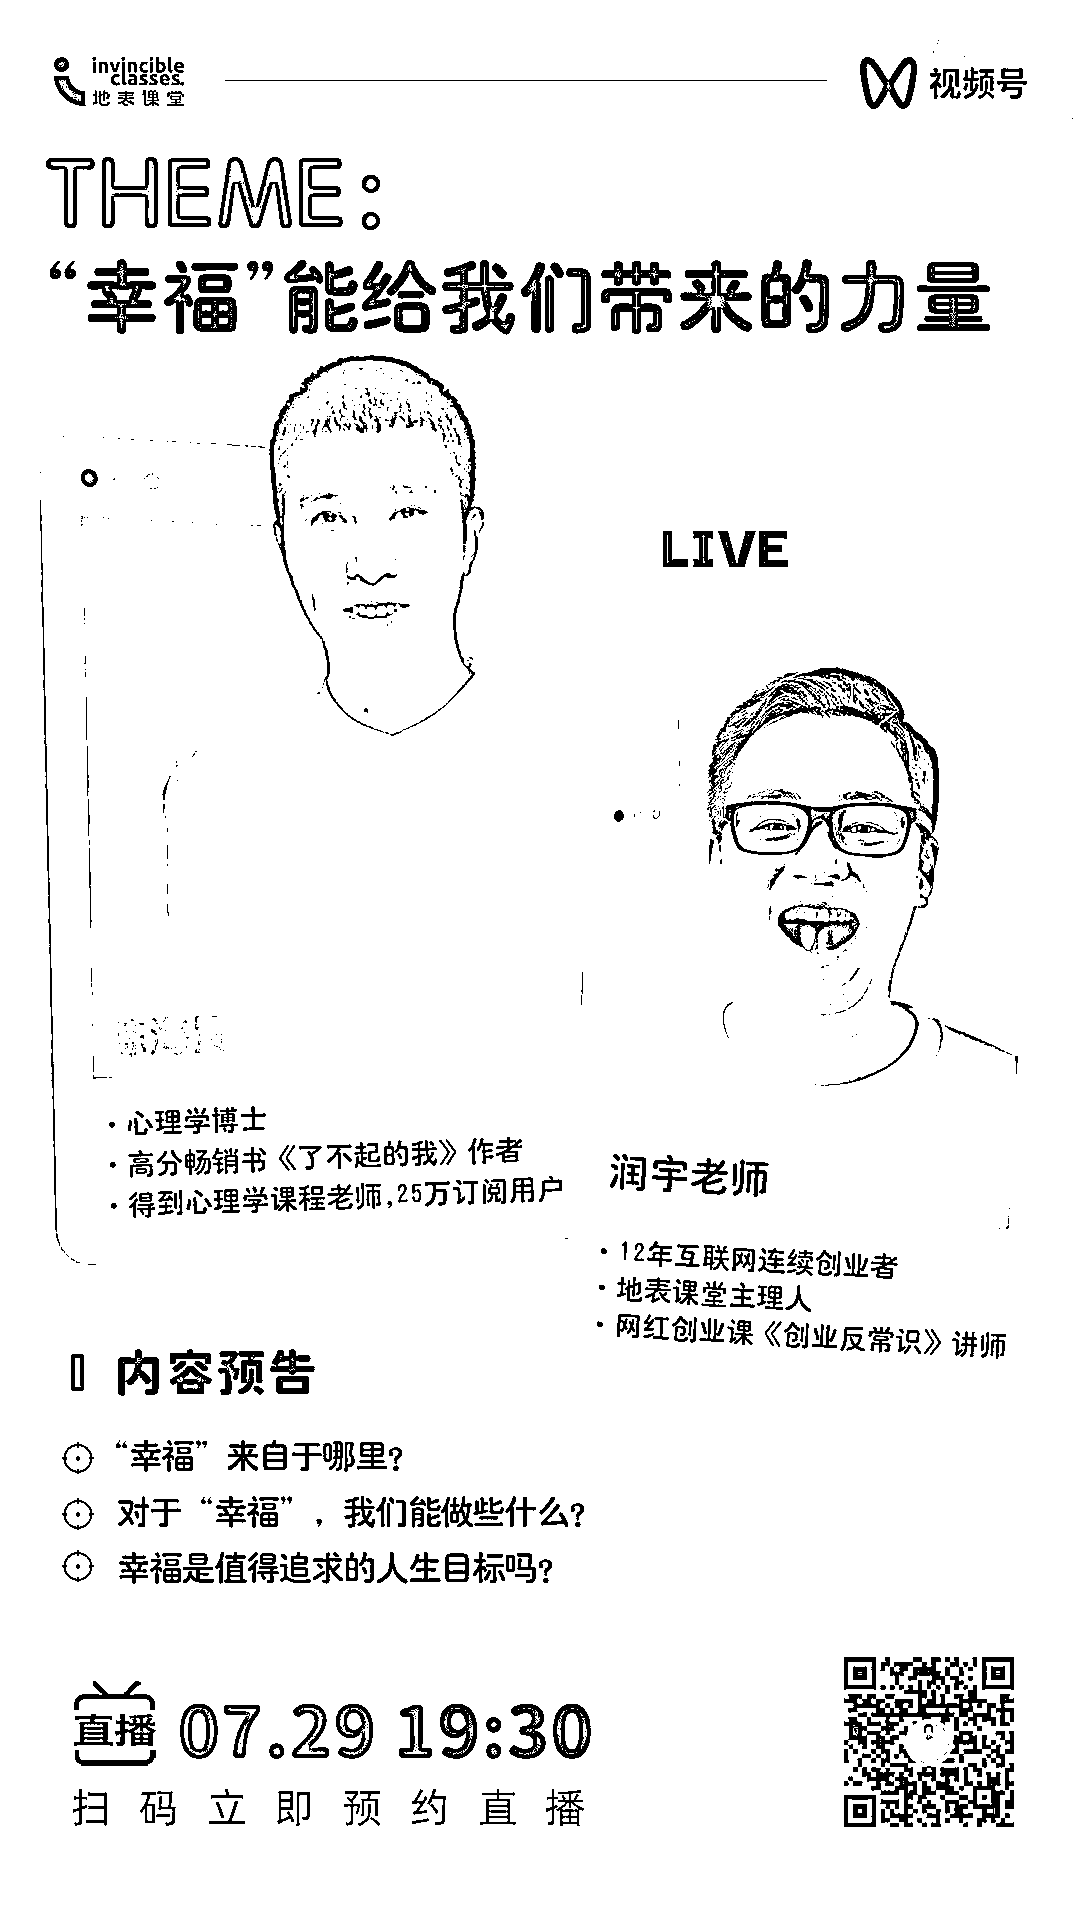 invincible
classes.
地表课堂
视频号
THEME:
“幸福”能给我们带来的力量
LIVE
·心理学博士
·高分畅销书《了不起的我》作者
·得到心理学课程老师,25万订阅用户
润宇老师
·12年互联网连续创业者
·地表课堂主理人
·网红创业课《创业反常识》讲师
内容预告
“幸福”来自于哪里?
对于“幸福”，我们能做些什么?
幸福是值得追求的人生目标吗?
直播 07.29 19:30
扫码立即预约直播